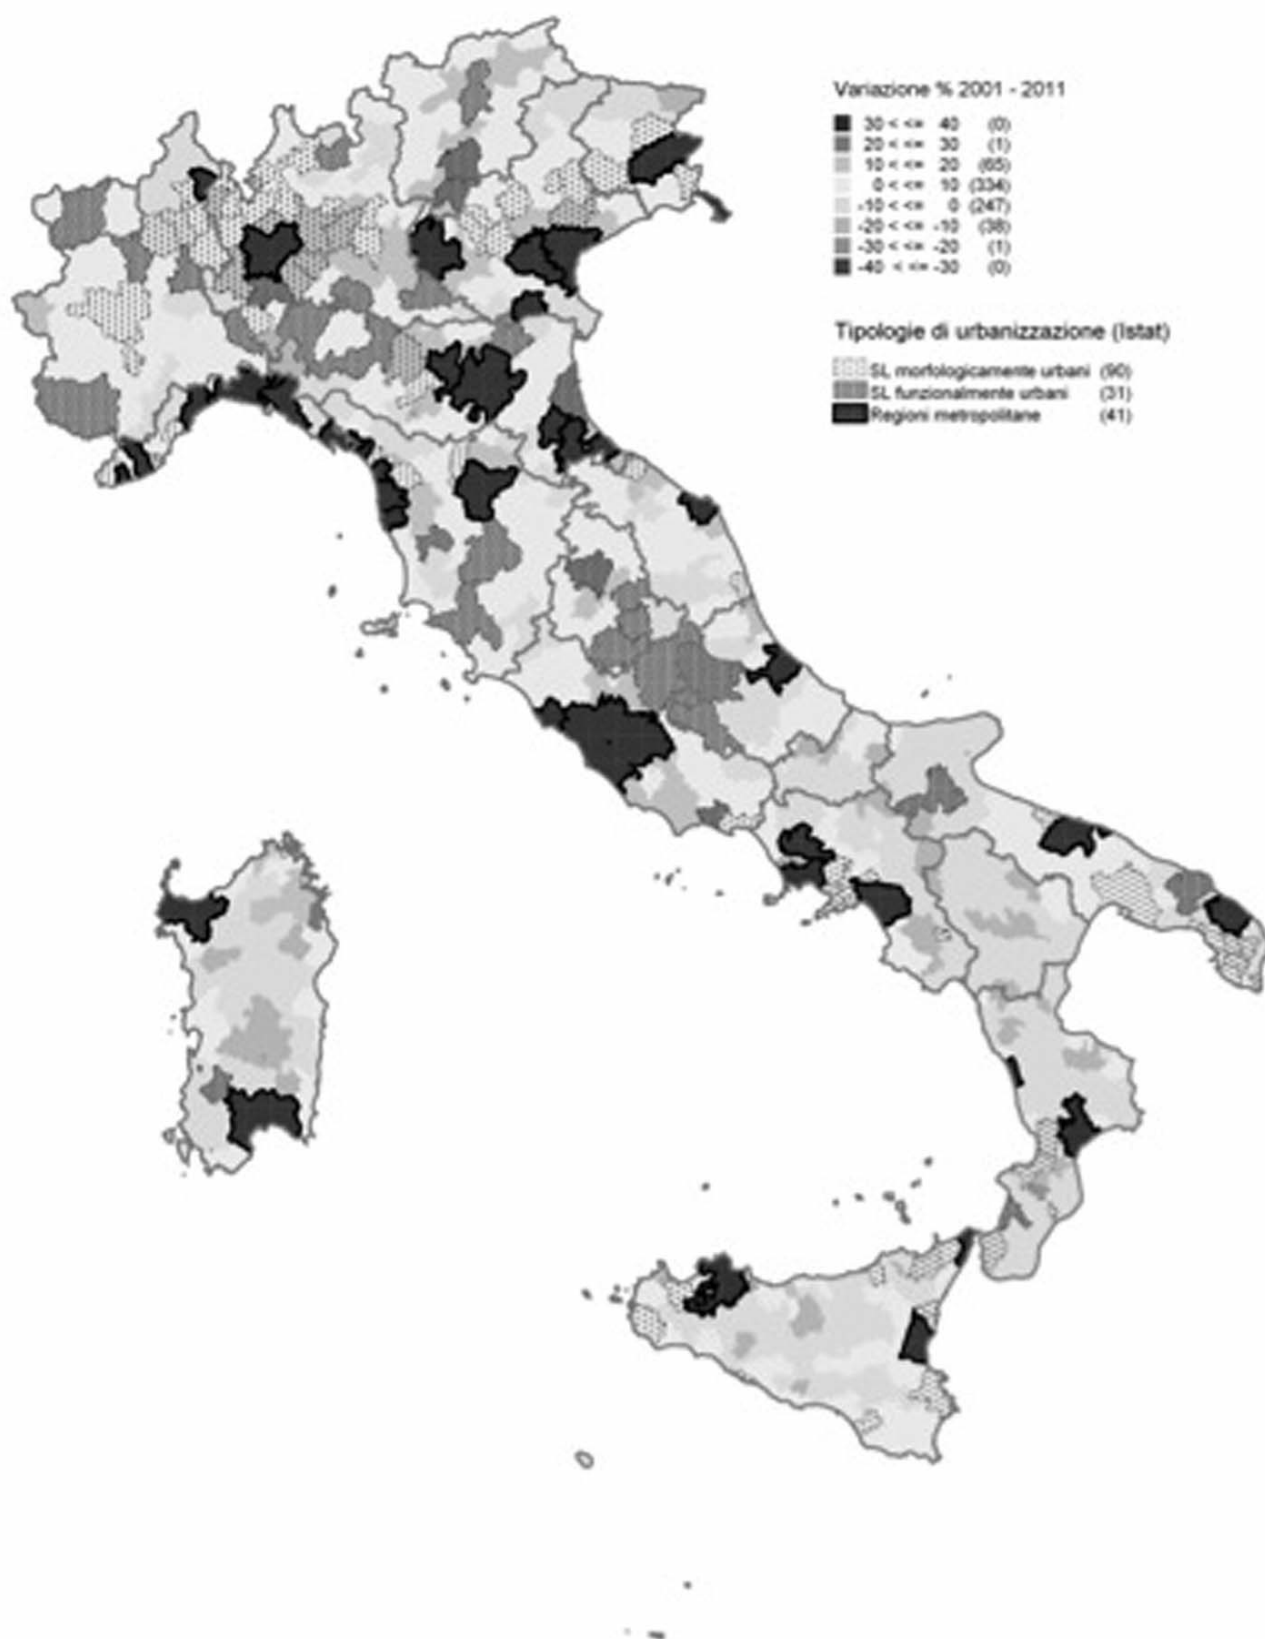 Variazione % 2001 - 2011
30 < <= 40 (0)
20 < <= 30 (1)
10 < <= 20 (65)
0 < <= 10 (334)
-10 < <= 0 (247)
-20 < <= -10 (38)
-30 < <= -20 (1)
-40 < <= -30 (0)
Tipologie di urbanizzazione (Istat)
SL morfologicamente urbani (90)
SL funzionalmente urbani (31)
Regioni metropolitane (41)